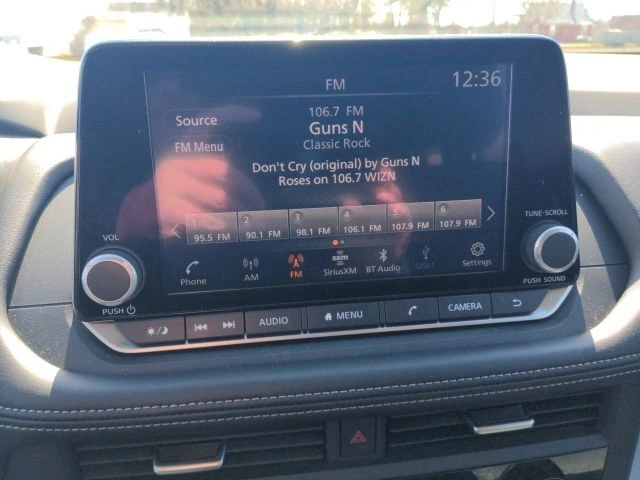 FM
12:36
106.7 FM
Source
Guns N
Classic Rock
FM Menu
Don't Cry (original) by Guns N
Roses on 106.7 WIZN
1 2 3 4 5 6
95.5 FM 90.1 FM 98.1 FM 106.1 FM 107.9 FM 107.9 FM
VOL
TUNE·SCROLL
Phone AM FM SXM SiriusXM BT Audio USB1 Settings
PUSH
PUSH SOUND
AUDIO MENU CAMERA